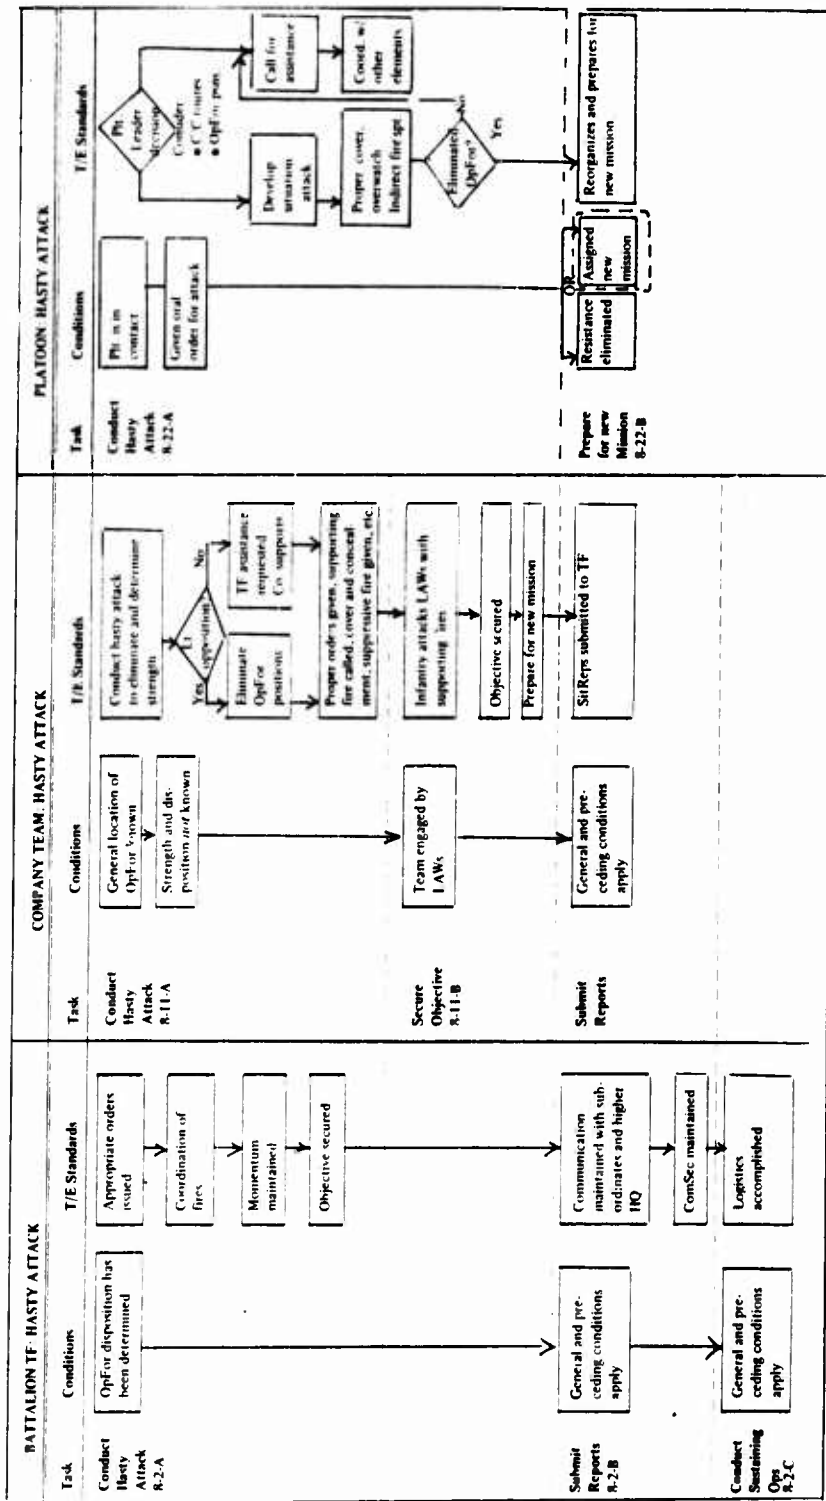 BATTALION TF: HASTY ATTACK
Task
Conditions
T/E Standards
Conduct
Hasty
Attack
8-2-A
OpFor disposition has
been determined
Appropriate orders
issued
Coordination of
fires
Momentum
maintained
Objective secured
Submit
Reports
8-2-B
General and pre-
ceding conditions
apply
Communication
maintained with sub-
ordinates and higher
HQ
ComSec maintained
Conduct
Sustaining
Ops
8-2-C
General and pre-
ceding conditions
apply
Logistics
accomplished
COMPANY TEAM: HASTY ATTACK
Task
Conditions
T/E Standards
Conduct
Hasty
Attack
8-11-A
General location of
OpFor known
Strength and dis-
position not known
Conduct hasty attack
to eliminate and determine
strength
Lt
opposition
Yes
No
Eliminate
OpFor
positions
TF assistance
requested
Co. supports
Proper orders given, supporting
fire called, cover and conceal-
ment, suppressive fire given, etc.
Secure
Objective
8-11-B
Team engaged by
LAWs
Infantry attacks LAWs with
supporting fires
Objective secured
Prepare for new mission
Submit
Reports
General and pre-
ceding conditions
apply
SitReps submitted to TF
PLATOON: HASTY ATTACK
Task
Conditions
T/E Standards
Conduct
Hasty
Attack
8-22-A
Plt is in
contact
Given oral
order for attack
Plt
Leader
decision
Consider
● C/C routes
● OpFor psns
Develop
situation
attack
Call for
assistance
Proper cover,
overwatch
Indirect fire spt
Coord. w/
other
elements
Eliminated
OpFor?
No
Yes
Prepare
for new
Mission
8-22-B
Resistance
eliminated
OR
Assigned
new
mission
Reorganizes and prepares for
new mission